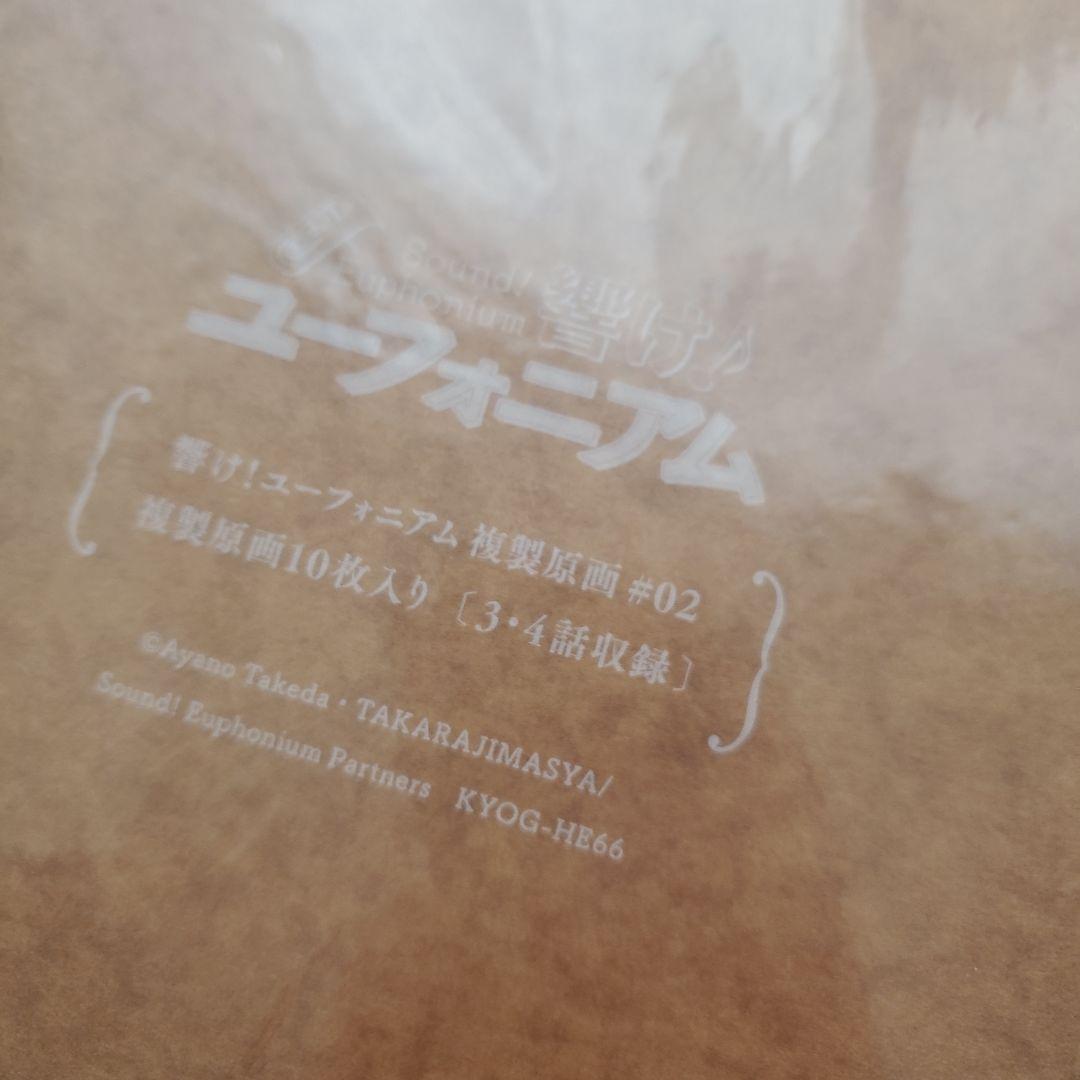 Sound!
Euphonium
響け!
ユーフォニアム
響け!ユーフォニアム 複製原画 #02
複製原画10枚入り〔3・4話収録〕
©Ayano Takeda・TAKARAJIMASYA/
Sound! Euphonium Partners KYOG-HE66